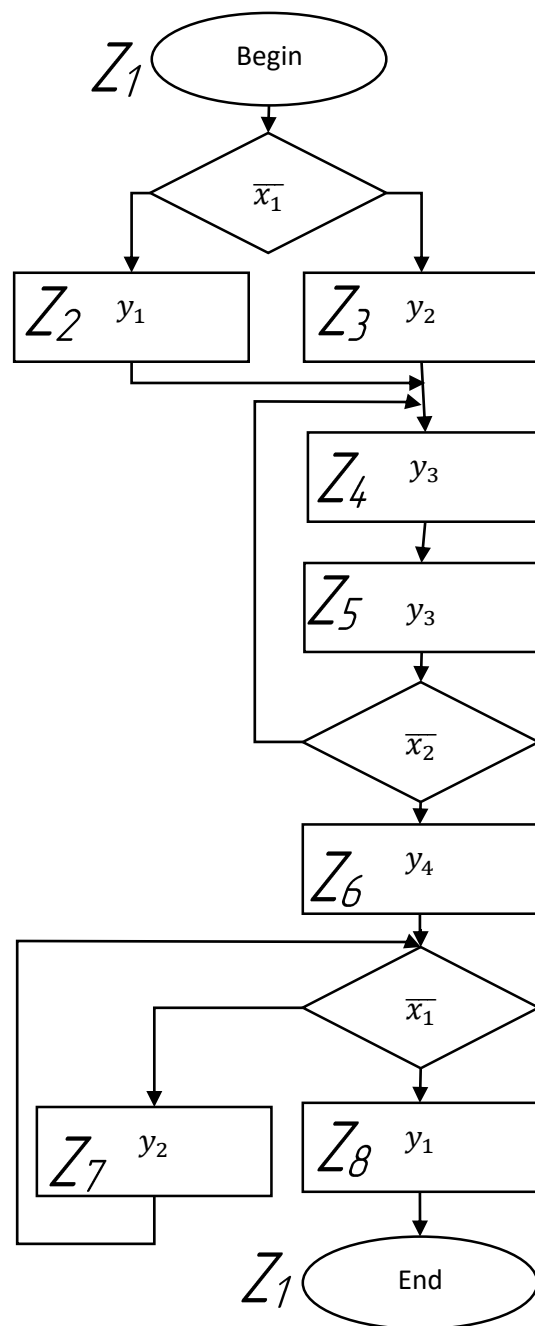 Z1 Begin
x̄₁
Z2 y₁
Z3 y₂
Z4 y₃
Z5 y₃
x̄₂
Z6 y₄
x̄₁
Z7 y₂
Z8 y₁
Z1 End